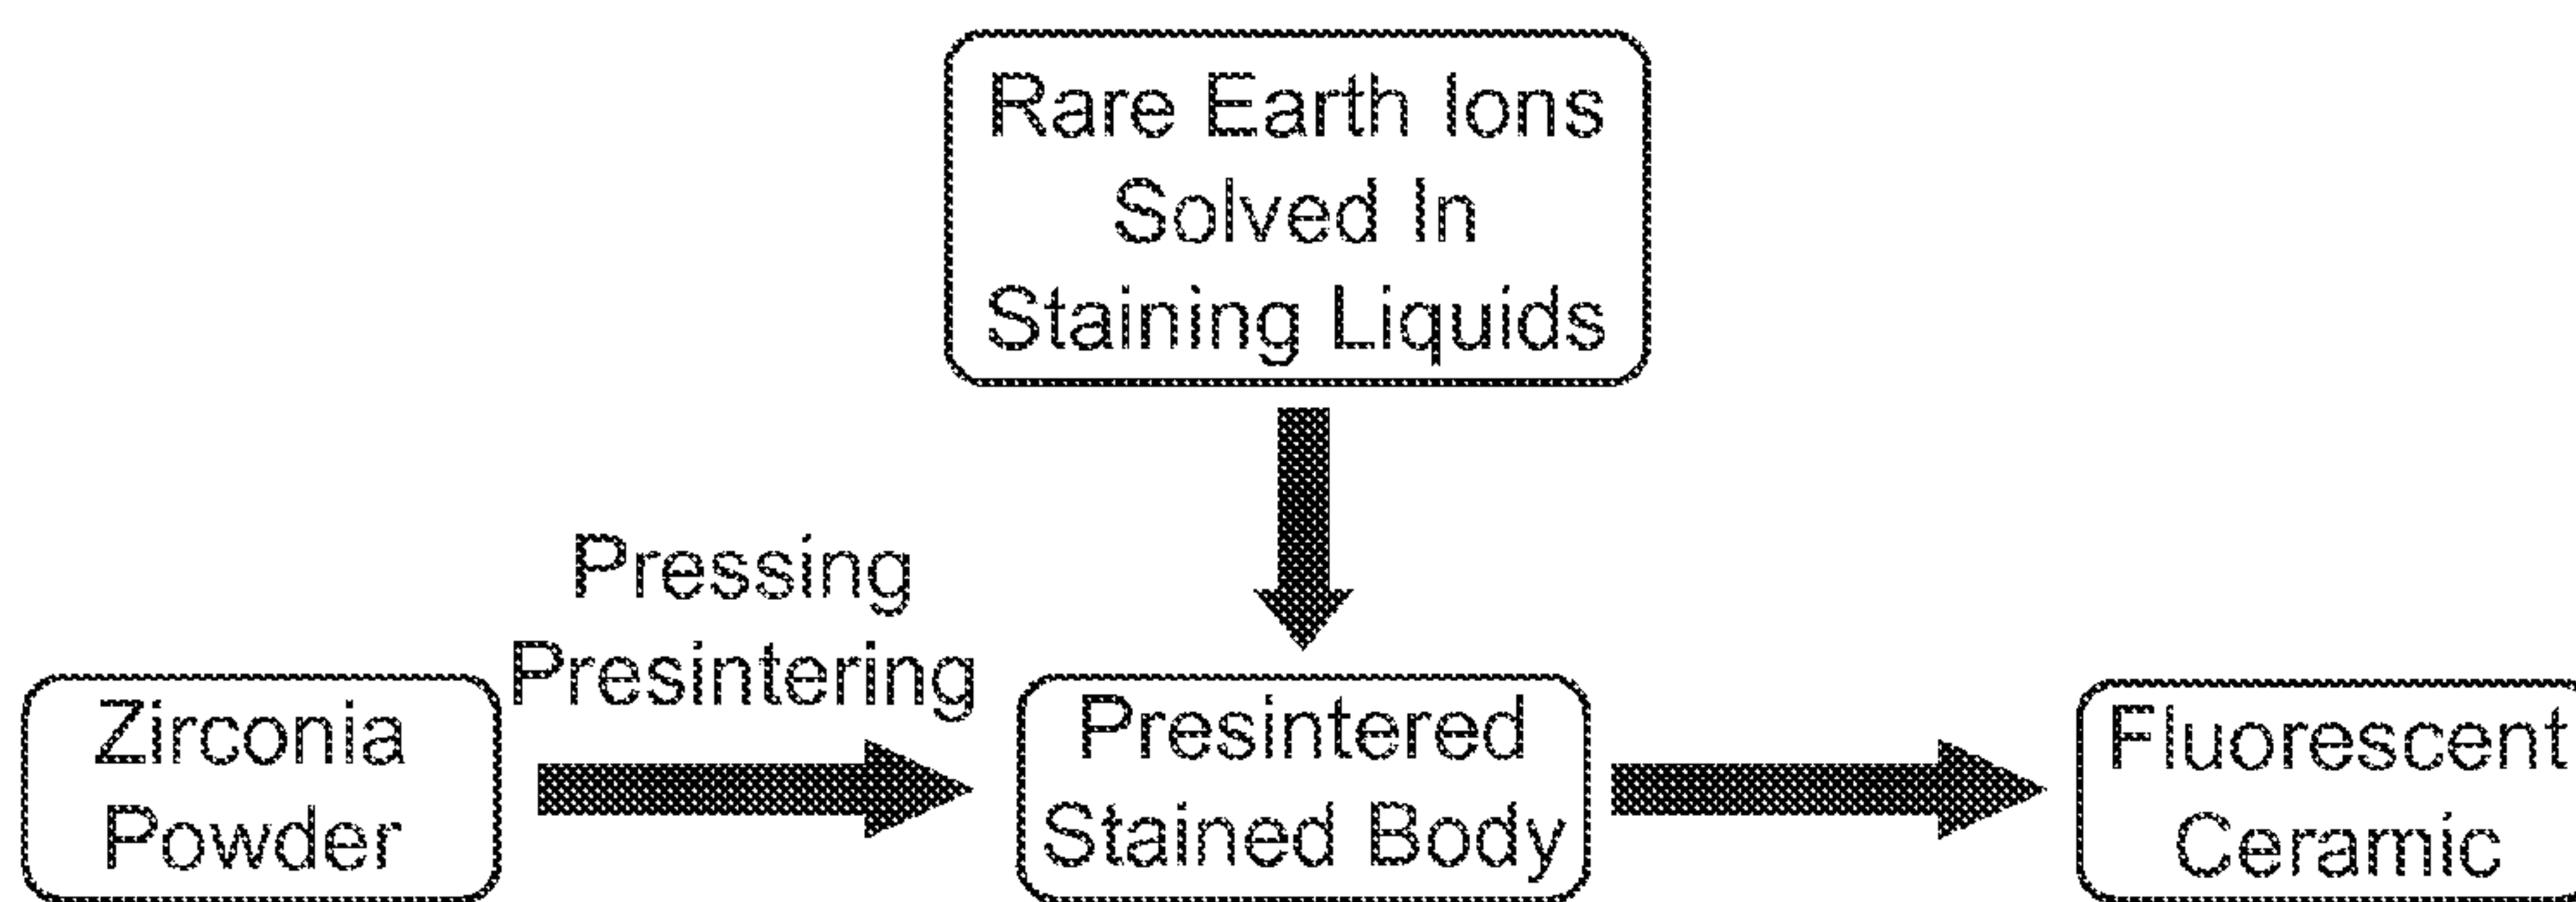 Rare Earth Ions
Solved In
Staining Liquids
Pressing
Presintering
Zirconia
Powder
Presintered
Stained Body
Fluorescent
Ceramic